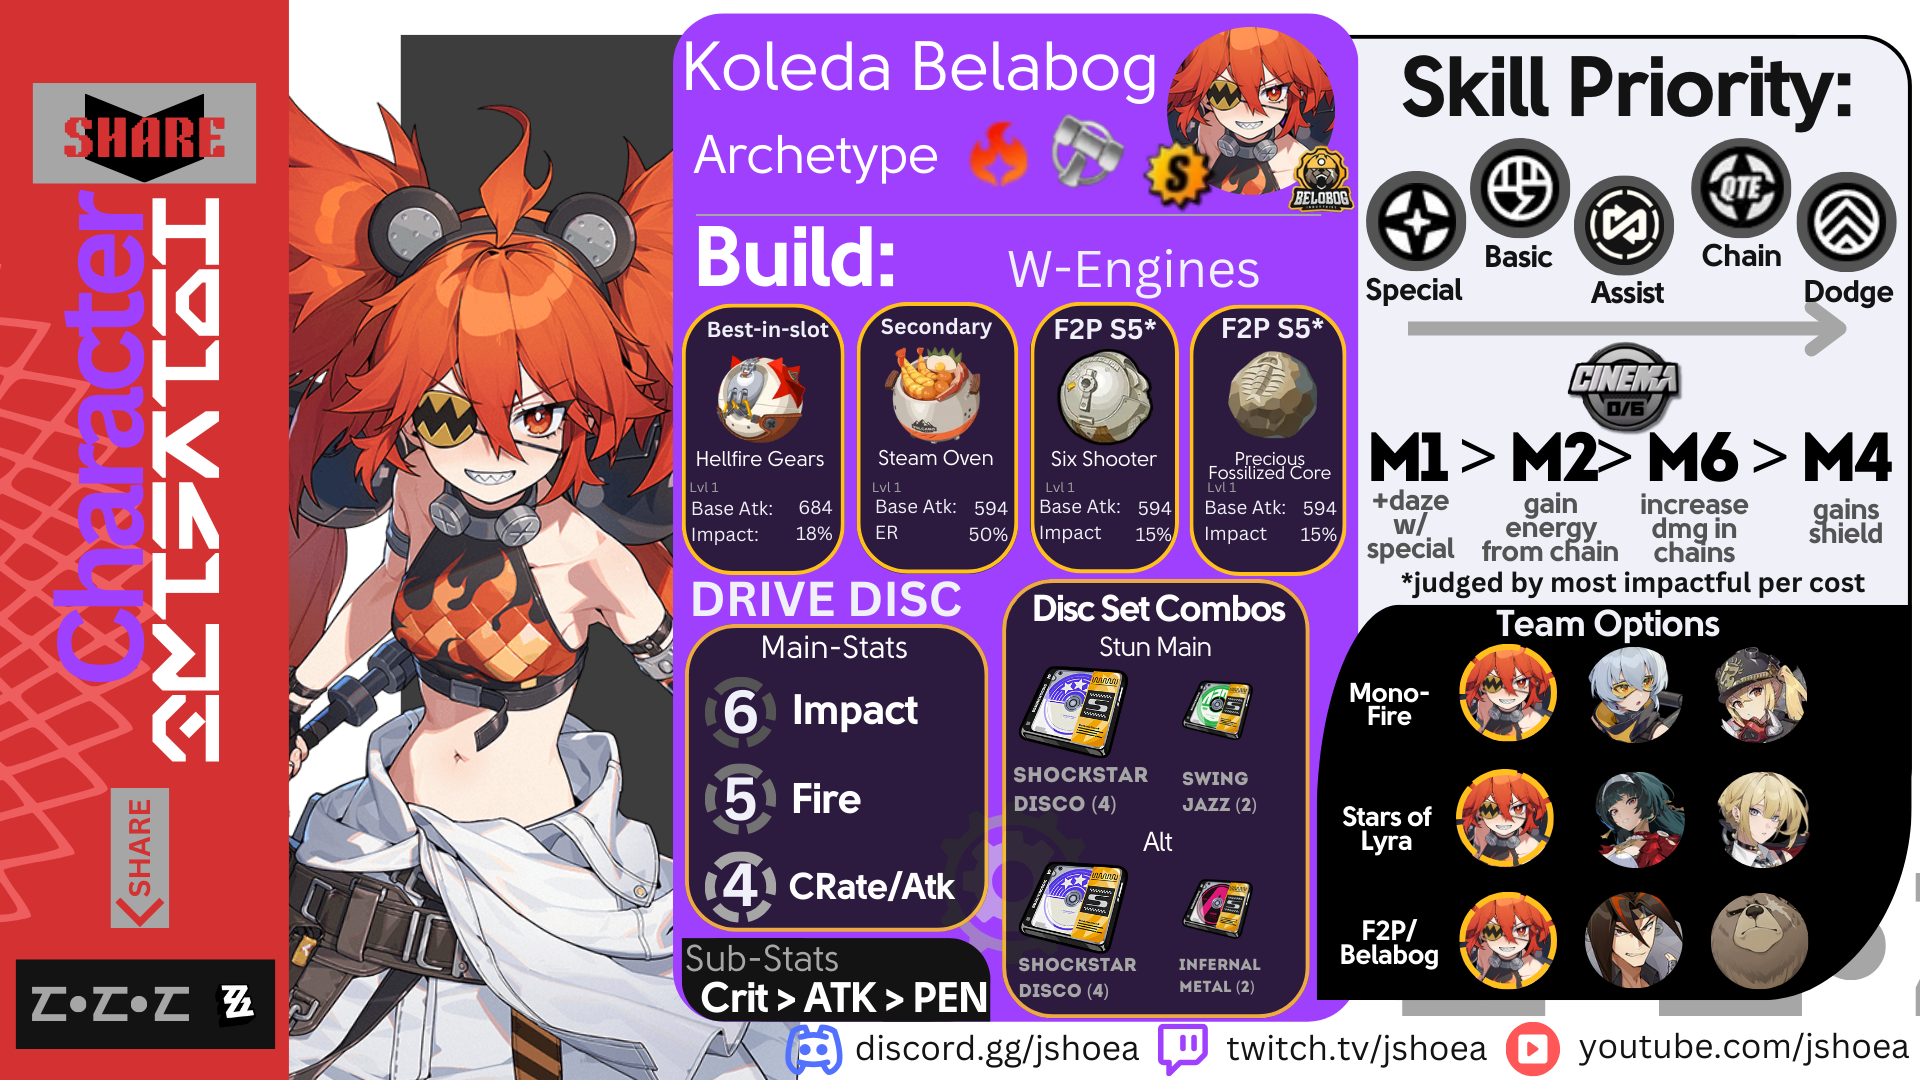 SHARE
Character
SHARE
Z•Z•Z
Koleda Belabog
Archetype
S
BELOBOG
INDUSTRIES
Build:
W-Engines
Best-in-slot
Hellfire Gears
Lvl 1
Base Atk: 684
Impact: 18%
Secondary
Steam Oven
Lvl 1
Base Atk: 594
ER 50%
F2P S5*
Six Shooter
Lvl 1
Base Atk: 594
Impact 15%
F2P S5*
Precious
Fossilized Core
Lvl 1
Base Atk: 594
Impact 15%
DRIVE DISC
Main-Stats
6 Impact
5 Fire
4 CRate/Atk
Sub-Stats
Crit > ATK > PEN
Disc Set Combos
Stun Main
SHOCKSTAR
DISCO (4)
SWING
JAZZ (2)
Alt
SHOCKSTAR
DISCO (4)
INFERNAL
METAL (2)
Skill Priority:
QTE
Special
Basic
Assist
Chain
Dodge
CINEMA
0/6
M1 > M2> M6 > M4
+daze
w/
special
gain
energy
from chain
increase
dmg in
chains
gains
shield
*judged by most impactful per cost
Team Options
Mono-
Fire
Stars of
Lyra
F2P/
Belabog
discord.gg/jshoea
twitch.tv/jshoea
youtube.com/jshoea